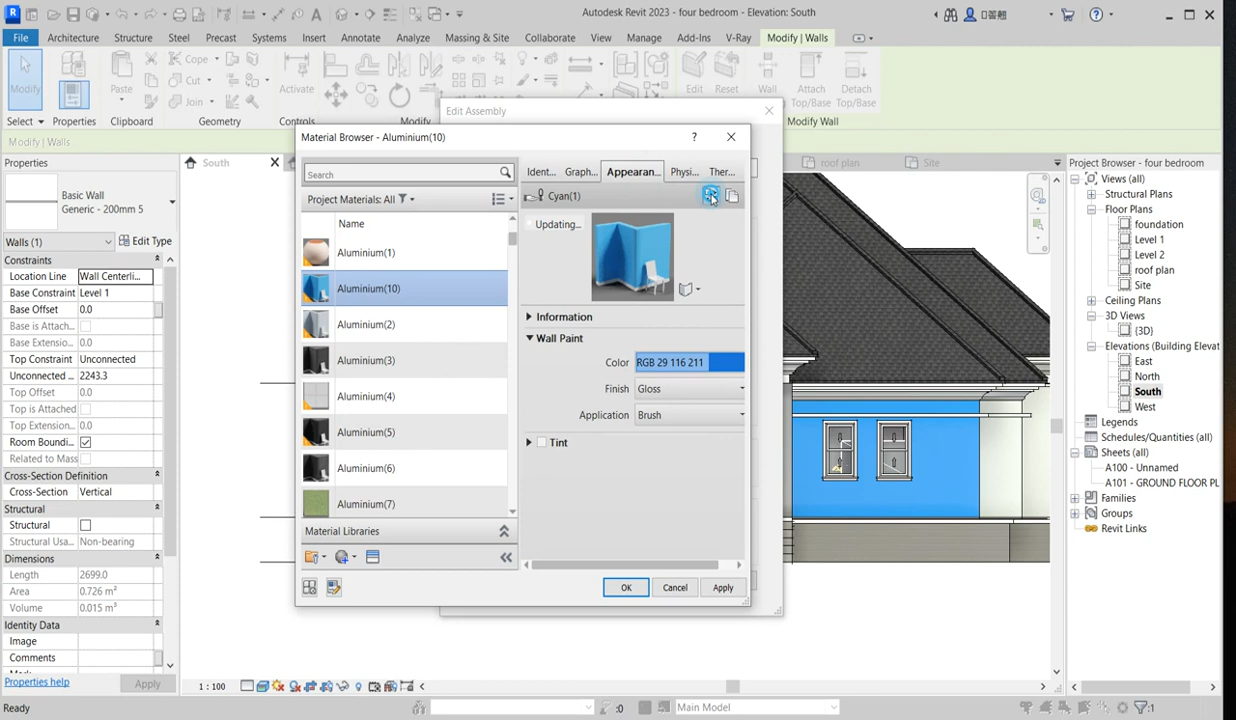 Autodesk Revit 2023 - four bedroom - Elevation: South
File Architecture Structure Steel Precast Systems Insert Annotate Analyze Massing & Site Collaborate View Manage Add-Ins V-Ray Modify | Walls
Cope
Cut
Join
Modify
Paste
Activate
Edit
Reset
Wall
Attach Top/Base
Detach Top/Base
Select Properties Clipboard Geometry Controls Modify Modify Wall
Modify | Walls
Properties
Basic Wall
Generic - 200mm 5
Walls (1) Edit Type
Constraints
Location Line Wall Centerli...
Base Constraint Level 1
Base Offset 0.0
Base is Attach...
Base Extensio...
Top Constraint Unconnected
Unconnected ... 2243.3
Top Offset 0.0
Top is Attached
Top Extensio...
Room Boundi...
Related to Mass
Cross-Section Definition
Cross-Section Vertical
Structural
Structural
Structural Usa... Non-bearing
Dimensions
Length 2699.0
Area 0.726 m²
Volume 0.015 m³
Identity Data
Image
Comments
Properties help Apply
South
roof plan
Site
Edit Assembly
Material Browser - Aluminium(10)
?
Search
Project Materials: All
Name
Aluminium(1)
Aluminium(10)
Aluminium(2)
Aluminium(3)
Aluminium(4)
Aluminium(5)
Aluminium(6)
Aluminium(7)
Material Libraries
Ident... Graph... Appearan... Physi... Ther...
Cyan(1)
Updating...
Information
Wall Paint
Color RGB 29 116 211
Finish Gloss
Application Brush
Tint
OK Cancel Apply
Project Browser - four bedroom
Views (all)
Structural Plans
Floor Plans
foundation
Level 1
Level 2
roof plan
Site
Ceiling Plans
3D Views
{3D}
Elevations (Building Elevat
East
North
South
West
Legends
Schedules/Quantities (all)
Sheets (all)
A100 - Unnamed
A101 - GROUND FLOOR PL
Families
Groups
Revit Links
1 : 100
Ready
:0
Main Model
:1